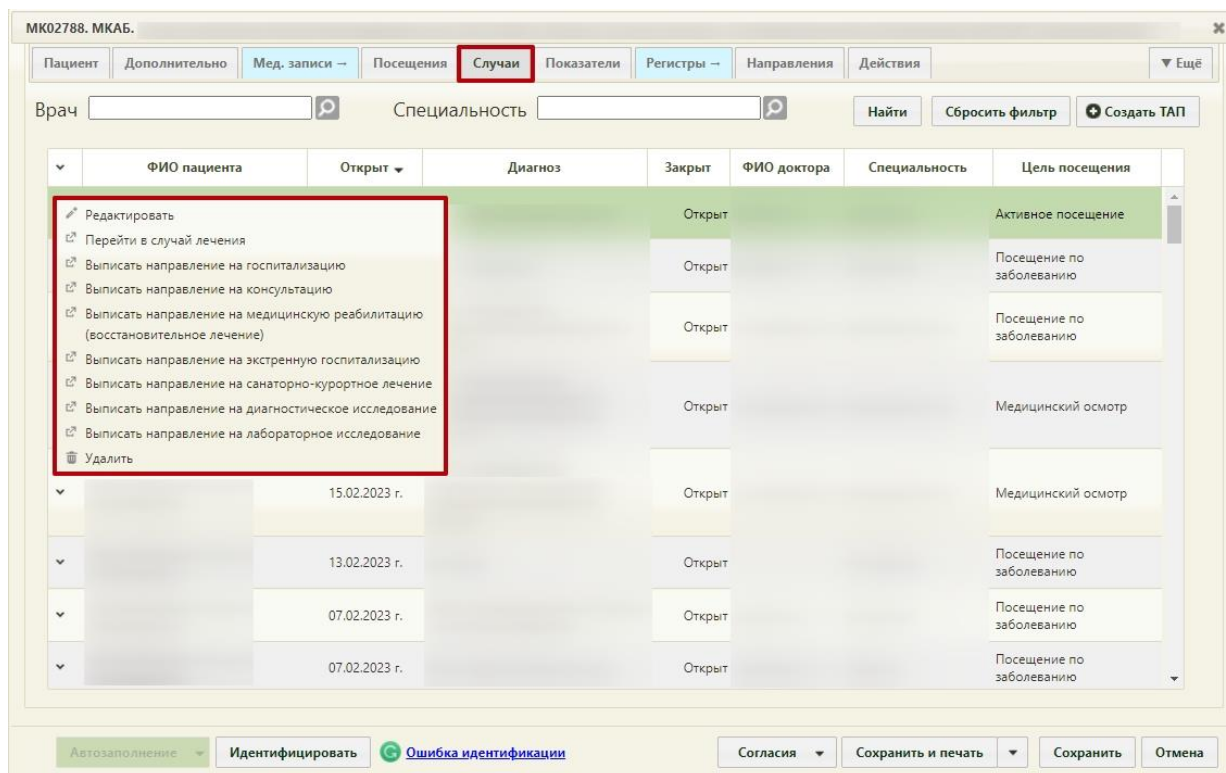 МК02788. МКАБ.
Пациент Дополнительно Мед. записи → Посещения Случаи Показатели Регистры → Направления Действия ▼ Ещё
Врач Специальность Найти Сбросить фильтр Создать ТАП
ФИО пациента Открыт Диагноз Закрыт ФИО доктора Специальность Цель посещения
Редактировать
Перейти в случай лечения
Выписать направление на госпитализацию
Выписать направление на консультацию
Выписать направление на медицинскую реабилитацию
(восстановительное лечение)
Выписать направление на экстренную госпитализацию
Выписать направление на санаторно-курортное лечение
Выписать направление на диагностическое исследование
Выписать направление на лабораторное исследование
Удалить
Открыт Активное посещение
Открыт Посещение по
заболеванию
Открыт Посещение по
заболеванию
Открыт Медицинский осмотр
15.02.2023 г. Открыт Медицинский осмотр
13.02.2023 г. Открыт Посещение по
заболеванию
07.02.2023 г. Открыт Посещение по
заболеванию
07.02.2023 г. Открыт Посещение по
заболеванию
Автозаполнение Идентифицировать Ошибка идентификации Согласия Сохранить и печать Сохранить Отмена